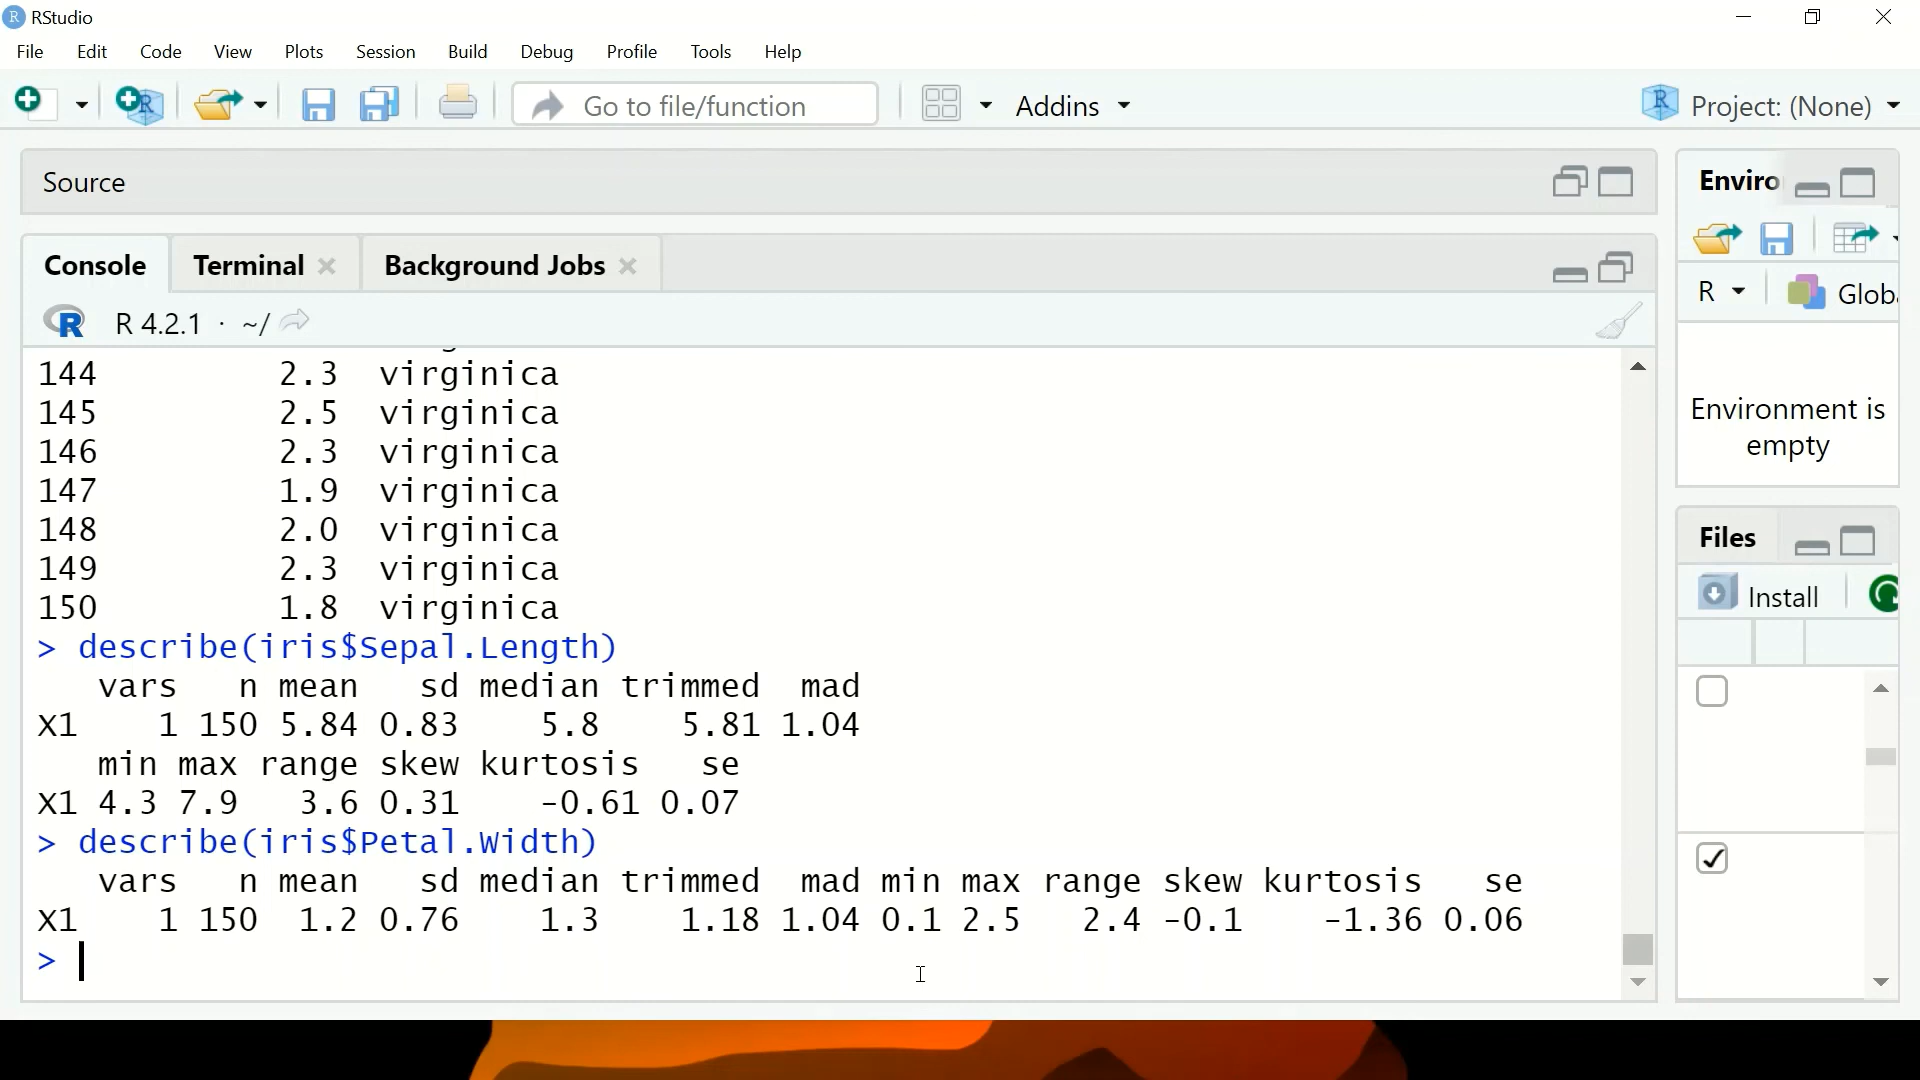 RStudio
File Edit Code View Plots Session Build Debug Profile Tools Help
Go to file/function Addins Project: (None)
Source
Console Terminal Background Jobs
R 4.2.1 · ~/
144 2.3 virginica
145 2.5 virginica
146 2.3 virginica
147 1.9 virginica
148 2.0 virginica
149 2.3 virginica
150 1.8 virginica
> describe(iris$Sepal.Length)
vars n mean sd median trimmed mad
X1 1 150 5.84 0.83 5.8 5.81 1.04
min max range skew kurtosis se
X1 4.3 7.9 3.6 0.31 -0.61 0.07
> describe(iris$Petal.Width)
vars n mean sd median trimmed mad min max range skew kurtosis se
X1 1 150 1.2 0.76 1.3 1.18 1.04 0.1 2.5 2.4 -0.1 -1.36 0.06
>
Enviro
R Globa
Environment is
empty
Files
Install